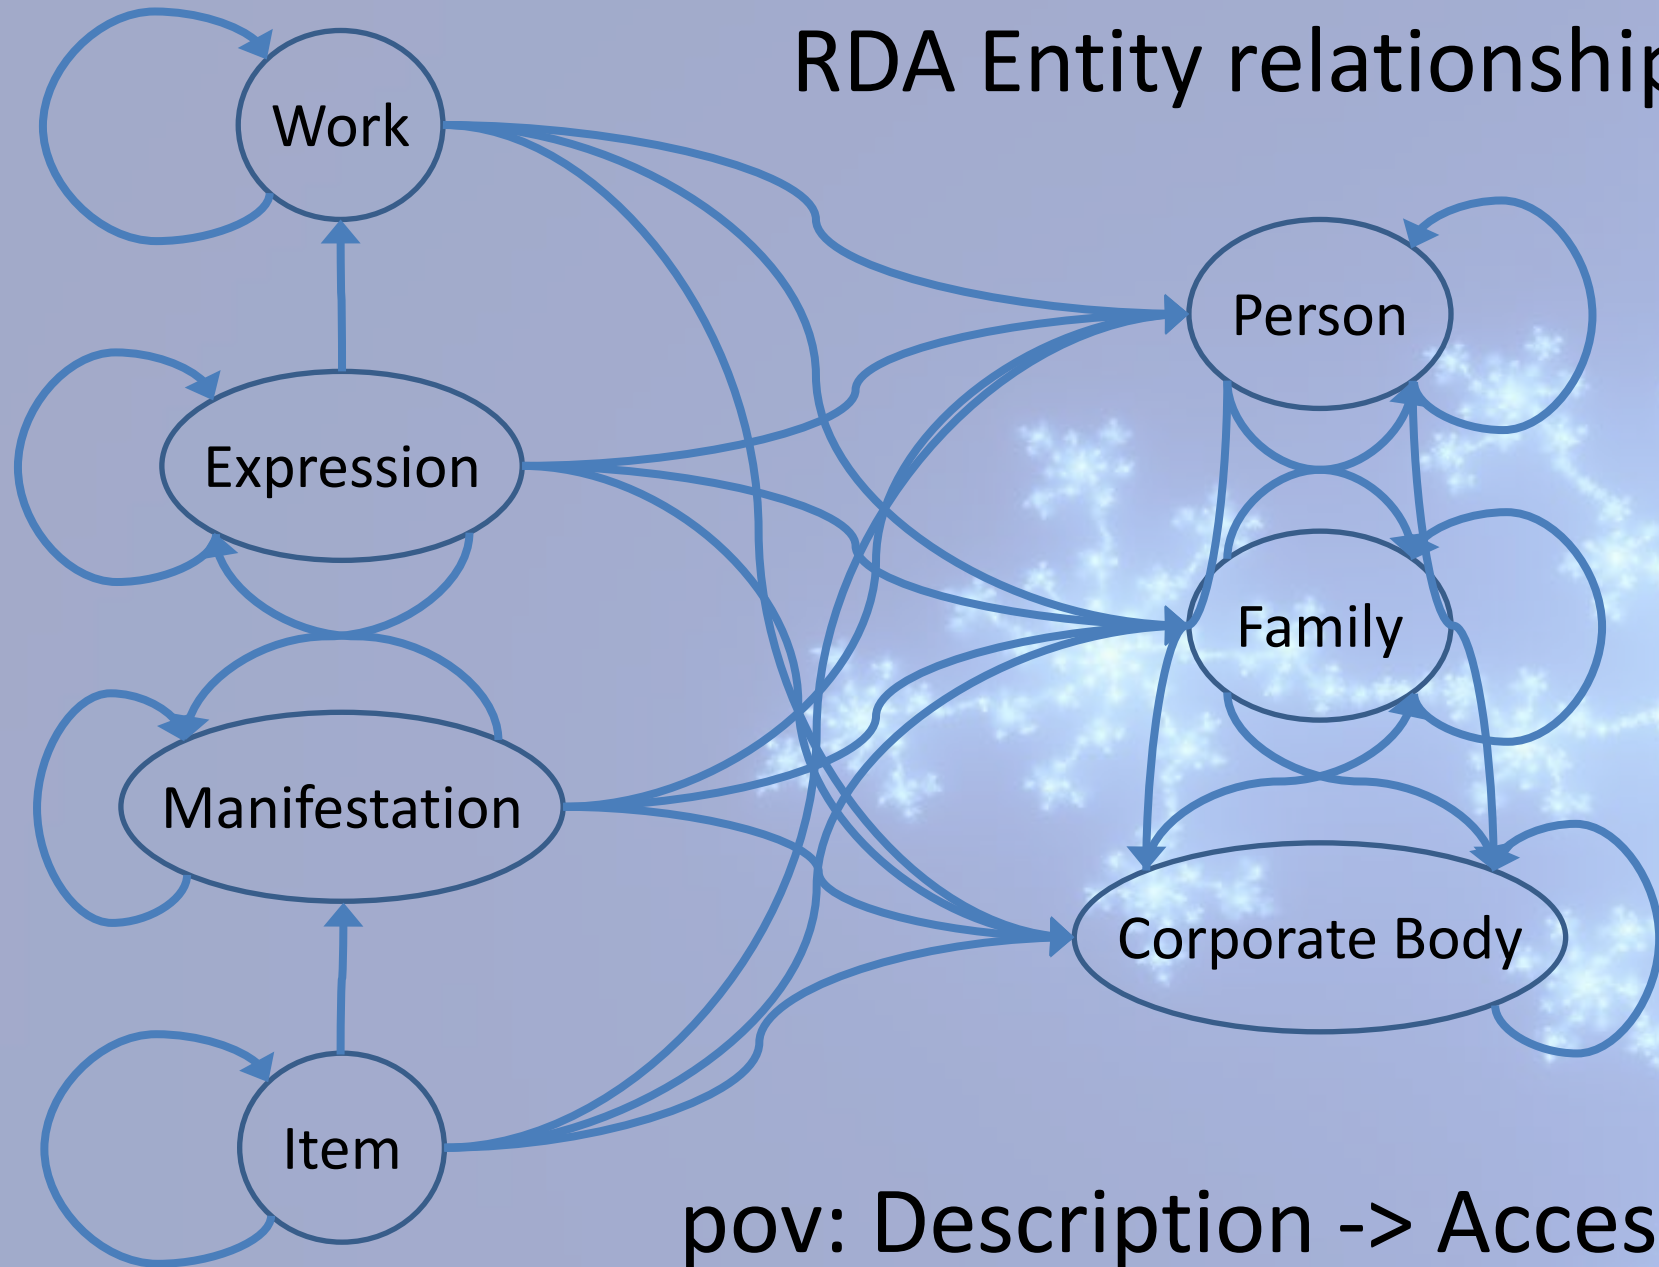 RDA Entity relationship
Work
Person
Expression
Family
Manifestation
Corporate Body
Item
pov: Description -> Acces